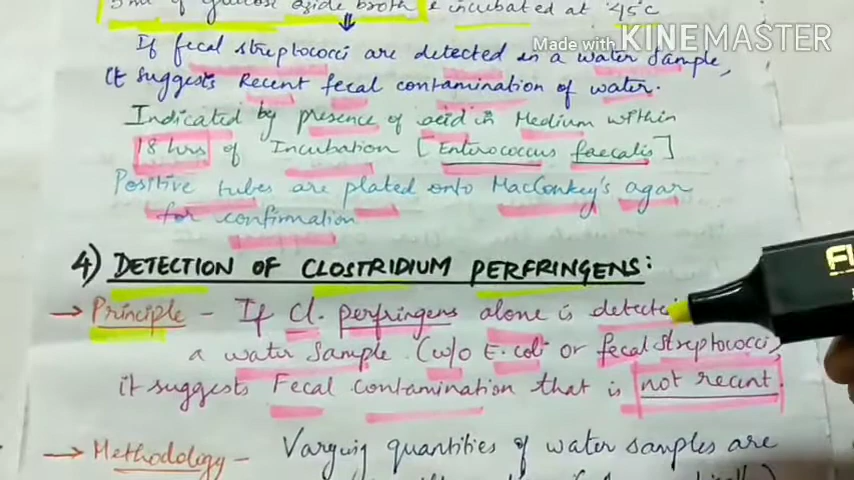 5ml of glucose azide broth & incubated at 45°C
Made with KINEMASTER
If fecal streptococci are detected in a water sample,
it suggests Recent fecal contamination of water.
Indicated by presence of acid in Medium within
18 hrs of Incubation [Enterococcus faecalis]
Positive tubes are plated onto MacConkey's agar
for confirmation
4) DETECTION OF CLOSTRIDIUM PERFRINGENS:
→ Principle - If Cl. perfringens alone is detected
a water sample (w/o E. coli or fecal streptococci,
it suggests Fecal contamination that is not recent
→ Methodology - Varying quantities of water samples are
FL